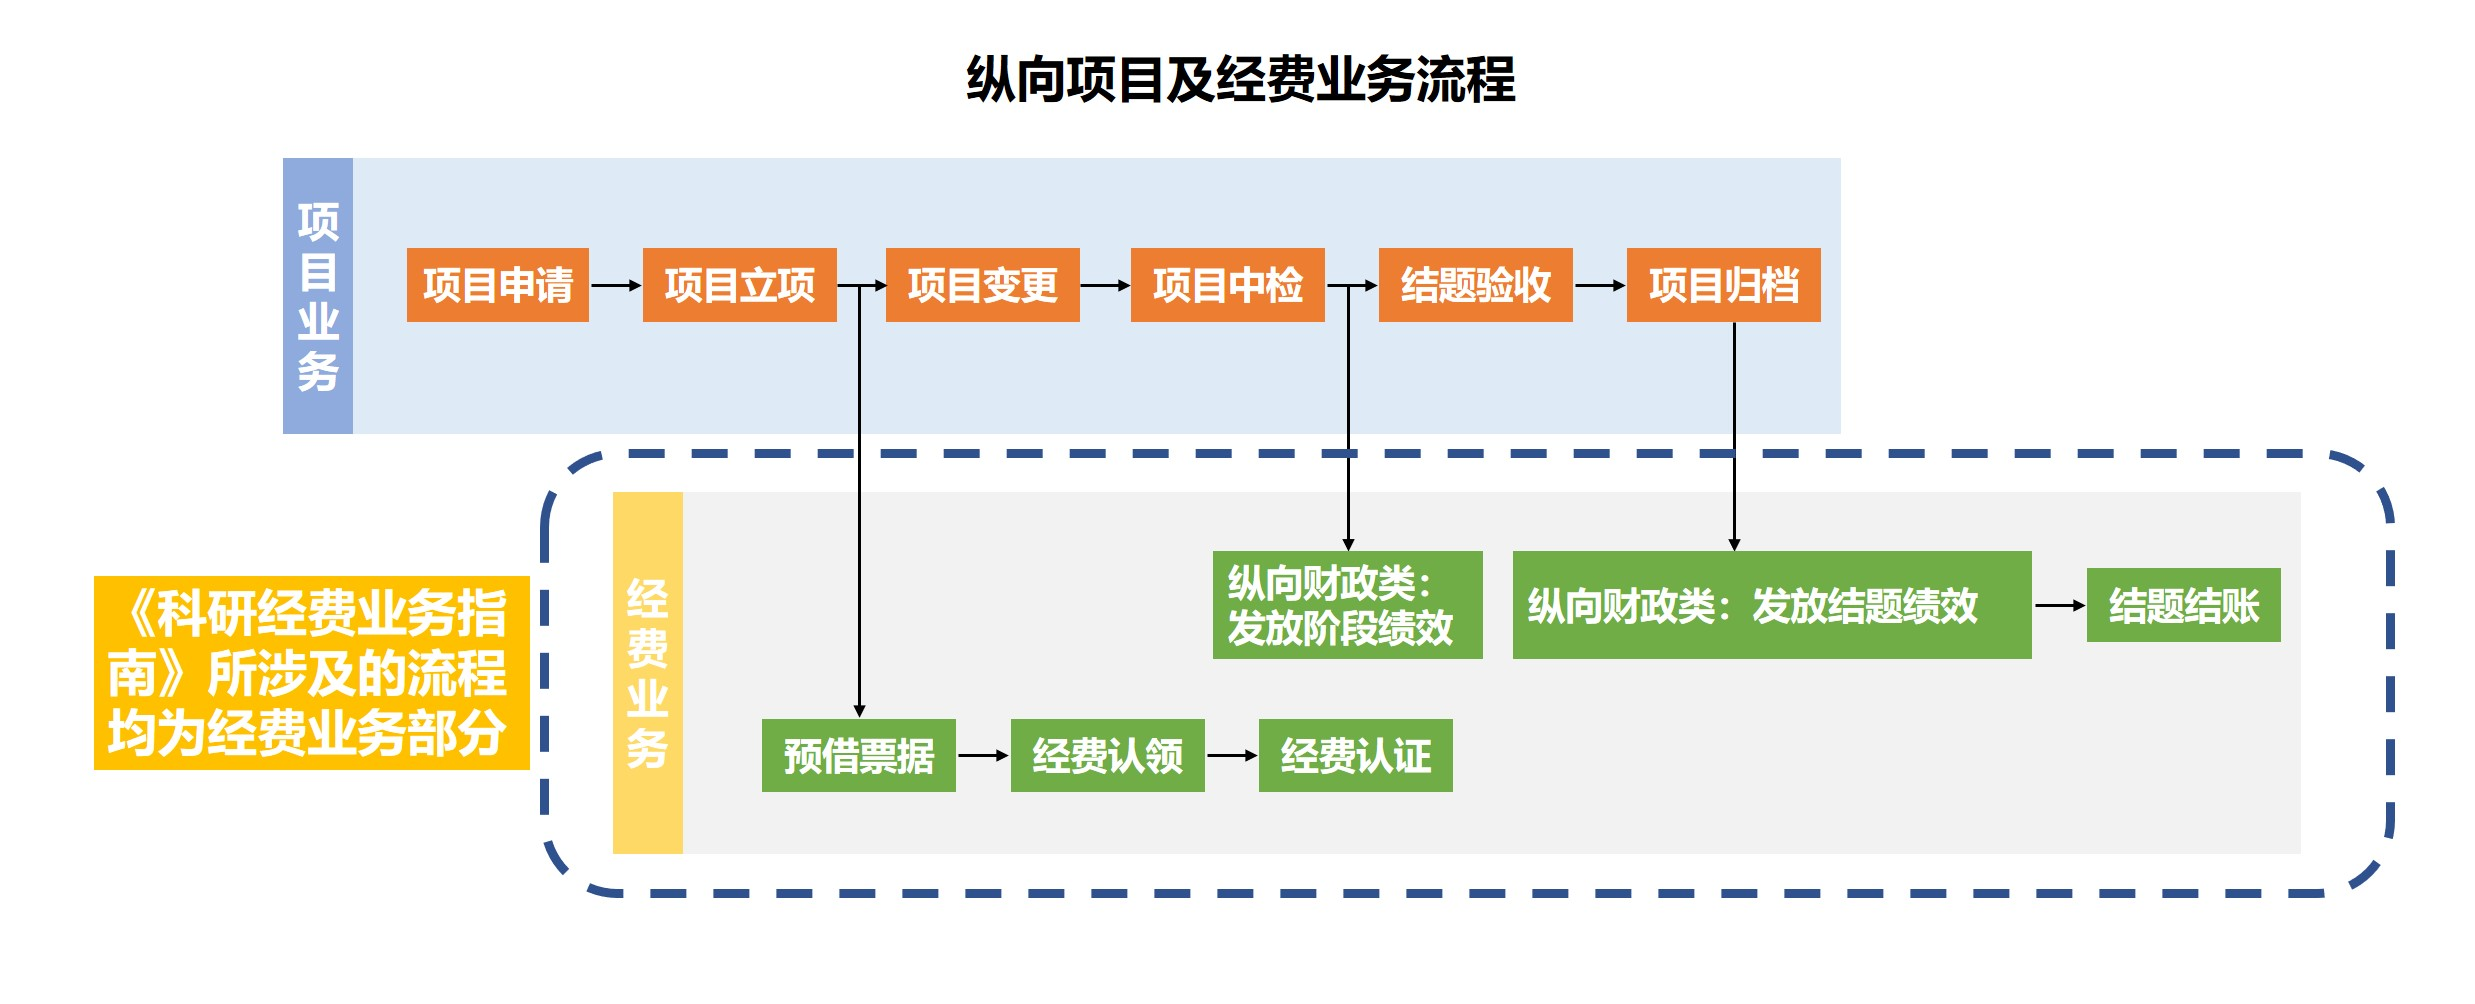 纵向项目及经费业务流程
项目业务
项目申请
项目立项
项目变更
项目中检
结题验收
项目归档
《科研经费业务指
南》所涉及的流程
均为经费业务部分
经费业务
纵向财政类：
发放阶段绩效
纵向财政类：发放结题绩效
结题结账
预借票据
经费认领
经费认证